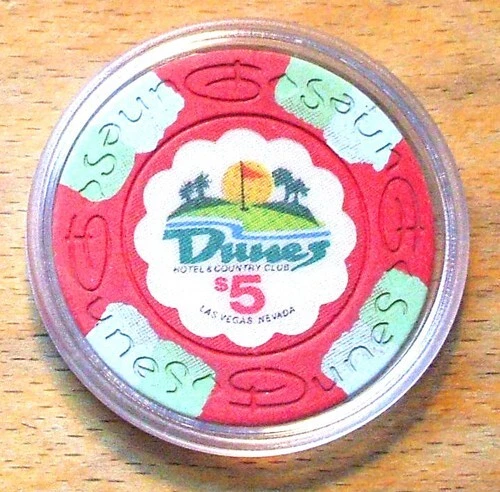 Dunes
HOTEL & COUNTRY CLUB
$5
LAS VEGAS, NEVADA
Dunes
Dunes
Dunes
Dunes